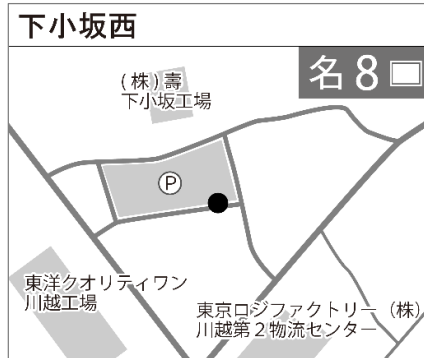 下小坂西
名8
(株)壽
下小坂工場
P
東洋クオリティワン
川越工場
東京ロジファクトリー（株）
川越第2物流センター